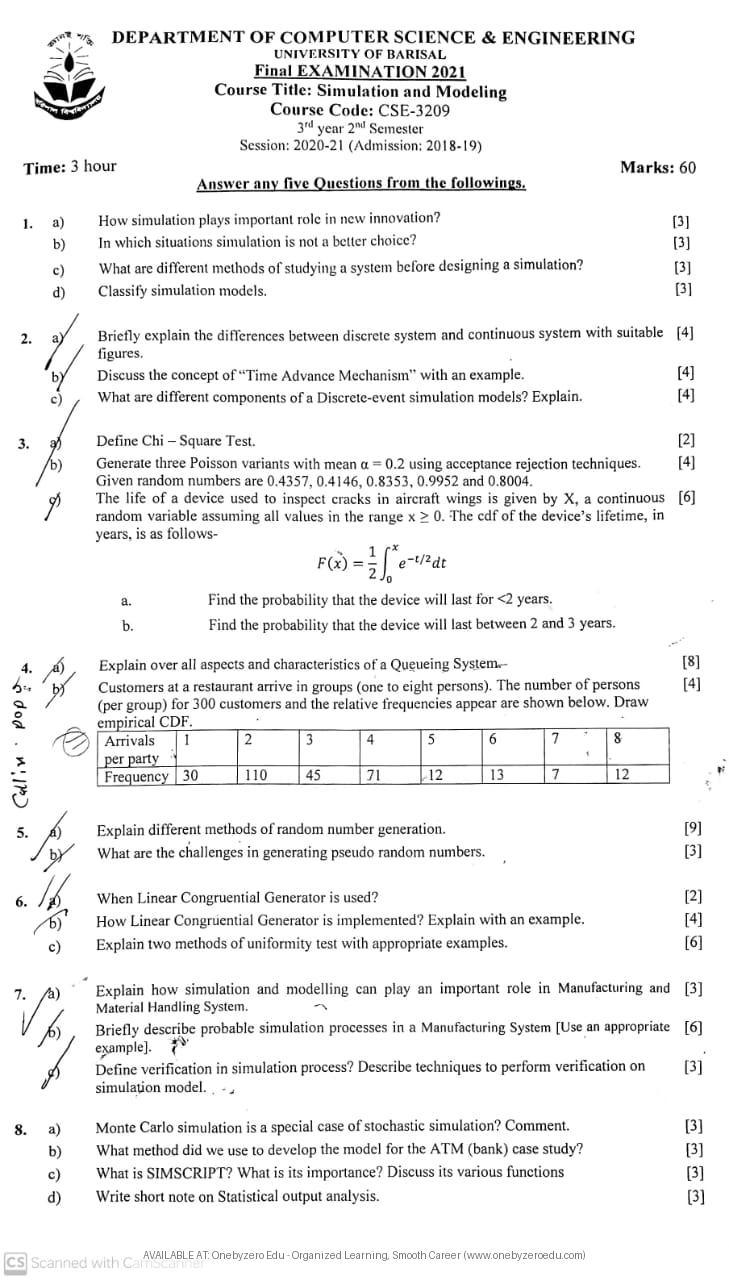 DEPARTMENT OF COMPUTER SCIENCE & ENGINEERING
UNIVERSITY OF BARISAL
Final EXAMINATION 2021
Course Title: Simulation and Modeling
Course Code: CSE-3209
3rd year 2nd Semester
Session: 2020-21 (Admission: 2018-19)
Time: 3 hour Marks: 60
Answer any five Questions from the followings.
1. a) How simulation plays important role in new innovation? [3]
b) In which situations simulation is not a better choice? [3]
c) What are different methods of studying a system before designing a simulation? [3]
d) Classify simulation models. [3]
2. a) Briefly explain the differences between discrete system and continuous system with suitable [4]
figures.
b) Discuss the concept of “Time Advance Mechanism” with an example. [4]
c) What are different components of a Discrete-event simulation models? Explain. [4]
3. a) Define Chi – Square Test. [2]
b) Generate three Poisson variants with mean α = 0.2 using acceptance rejection techniques. [4]
Given random numbers are 0.4357, 0.4146, 0.8353, 0.9952 and 0.8004.
c) The life of a device used to inspect cracks in aircraft wings is given by X, a continuous [6]
random variable assuming all values in the range x ≥ 0. The cdf of the device’s lifetime, in
years, is as follows-
F(x) = 1/2 ∫₀ˣ e^(-t/2) dt
a. Find the probability that the device will last for <2 years.
b. Find the probability that the device will last between 2 and 3 years.
4. a) Explain over all aspects and characteristics of a Queueing System. [8]
b) Customers at a restaurant arrive in groups (one to eight persons). The number of persons [4]
(per group) for 300 customers and the relative frequencies appear are shown below. Draw
empirical CDF.
Arrivals 1 2 3 4 5 6 7 8
per party
Frequency 30 110 45 71 12 13 7 12
5. a) Explain different methods of random number generation. [9]
b) What are the challenges in generating pseudo random numbers. [3]
6. a) When Linear Congruential Generator is used? [2]
b) How Linear Congruential Generator is implemented? Explain with an example. [4]
c) Explain two methods of uniformity test with appropriate examples. [6]
7. a) Explain how simulation and modelling can play an important role in Manufacturing and [3]
Material Handling System.
b) Briefly describe probable simulation processes in a Manufacturing System [Use an appropriate [6]
example].
c) Define verification in simulation process? Describe techniques to perform verification on [3]
simulation model.
8. a) Monte Carlo simulation is a special case of stochastic simulation? Comment. [3]
b) What method did we use to develop the model for the ATM (bank) case study? [3]
c) What is SIMSCRIPT? What is its importance? Discuss its various functions [3]
d) Write short note on Statistical output analysis. [3]
AVAILABLE AT: Onebyzero Edu - Organized Learning, Smooth Career (www.onebyzeroedu.com)
CS Scanned with CamScanner